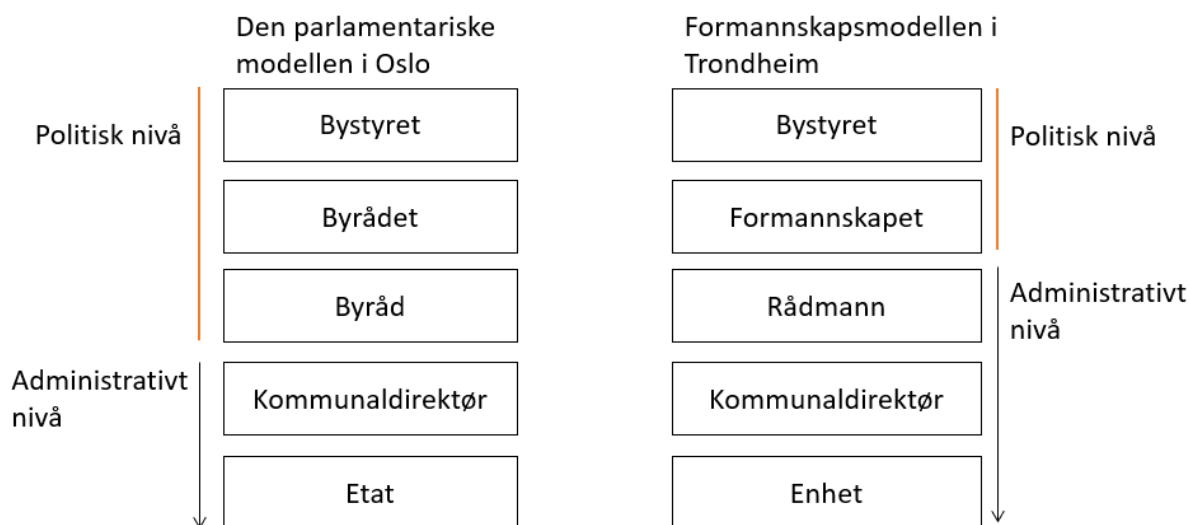 Den parlamentariske
modellen i Oslo
Politisk nivå
Bystyret
Byrådet
Byråd
Administrativt
nivå
Kommunaldirektør
Etat
Formannskapsmodellen i
Trondheim
Bystyret
Politisk nivå
Formannskapet
Rådmann
Administrativt
nivå
Kommunaldirektør
Enhet